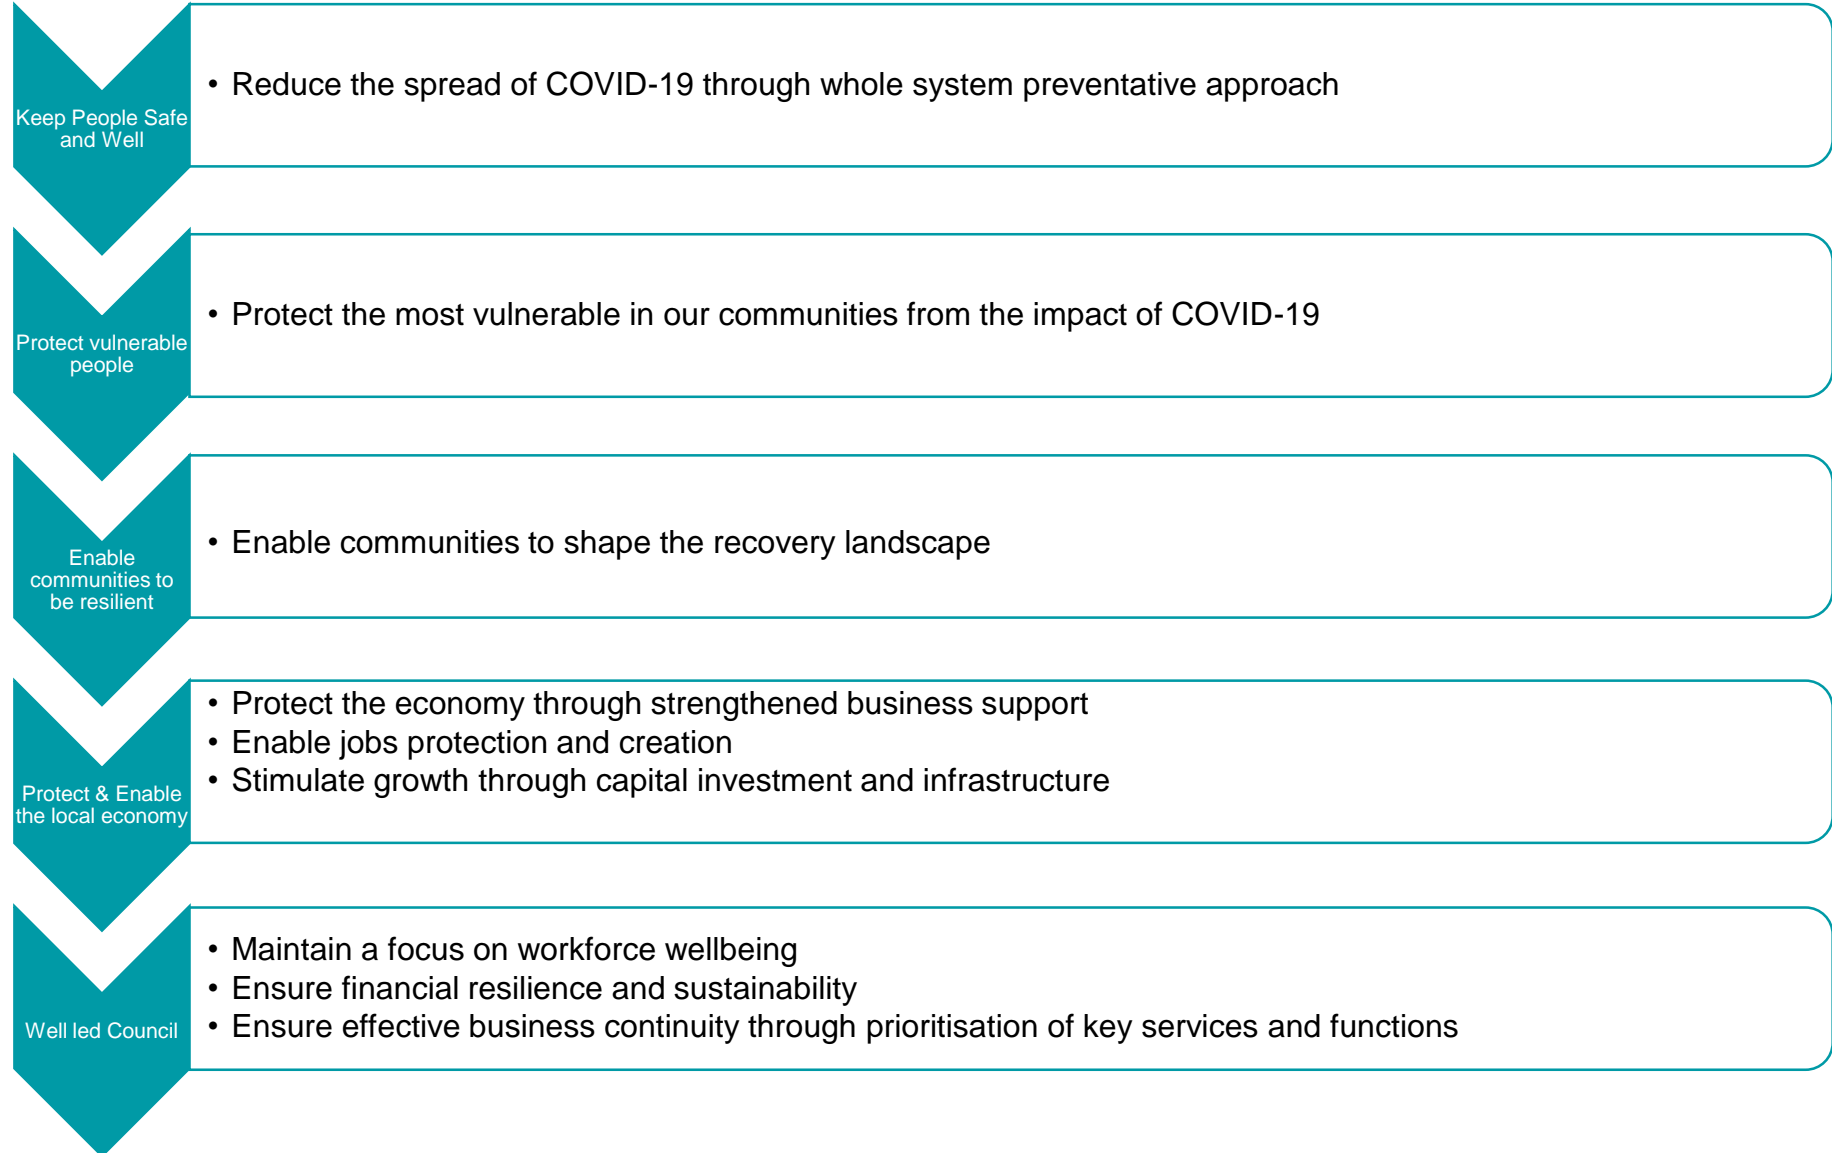 Keep People Safe
and Well
• Reduce the spread of COVID-19 through whole system preventative approach
Protect vulnerable
people
• Protect the most vulnerable in our communities from the impact of COVID-19
Enable
communities to
be resilient
• Enable communities to shape the recovery landscape
Protect & Enable
the local economy
• Protect the economy through strengthened business support
• Enable jobs protection and creation
• Stimulate growth through capital investment and infrastructure
Well led Council
• Maintain a focus on workforce wellbeing
• Ensure financial resilience and sustainability
• Ensure effective business continuity through prioritisation of key services and functions